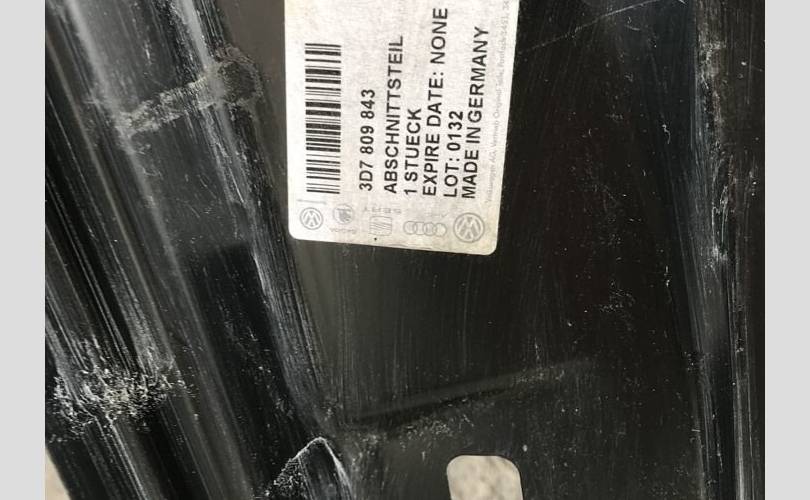 3D7 809 843
ABSCHNITTSTEIL
1 STUECK
EXPIRE DATE: NONE
LOT: 0132
MADE IN GERMANY